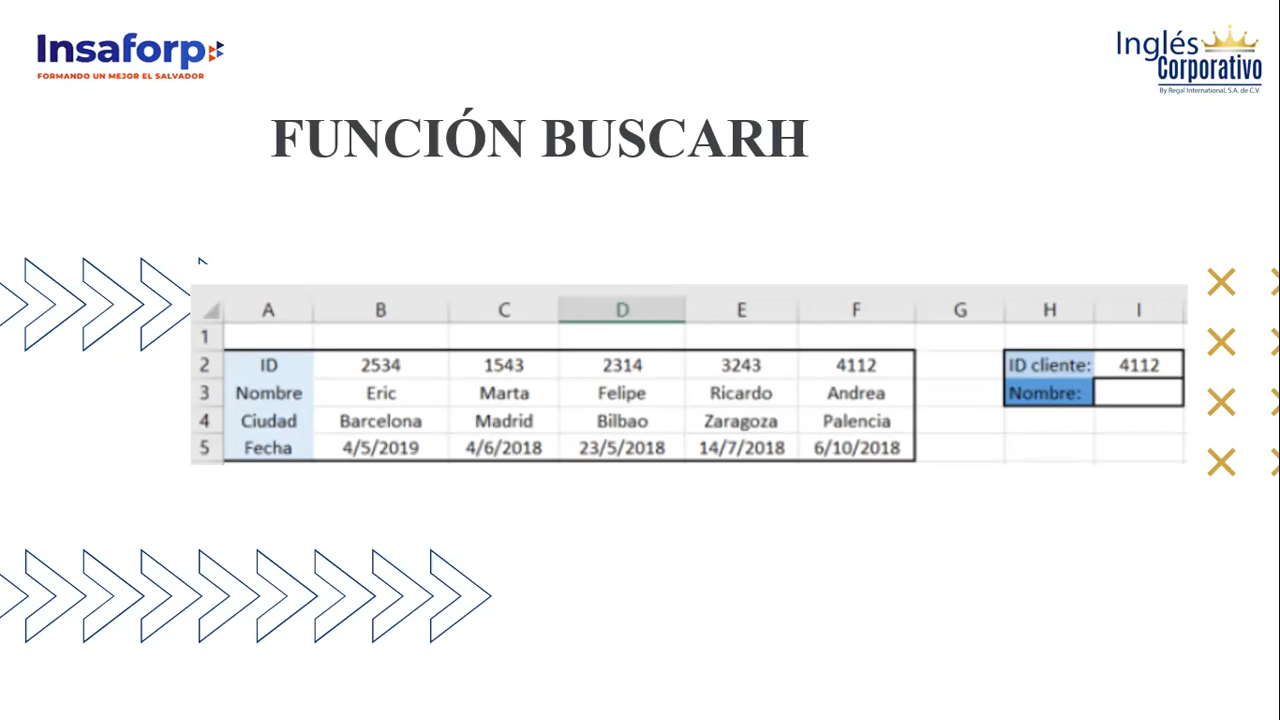 Insaforp
FORMANDO UN MEJOR EL SALVADOR
Inglés
Corporativo
By Regal International, S.A. de C.V.
FUNCIÓN BUSCARH
A B C D E F G H I
1
2 ID 2534 1543 2314 3243 4112 ID cliente: 4112
3 Nombre Eric Marta Felipe Ricardo Andrea Nombre:
4 Ciudad Barcelona Madrid Bilbao Zaragoza Palencia
5 Fecha 4/5/2019 4/6/2018 23/5/2018 14/7/2018 6/10/2018